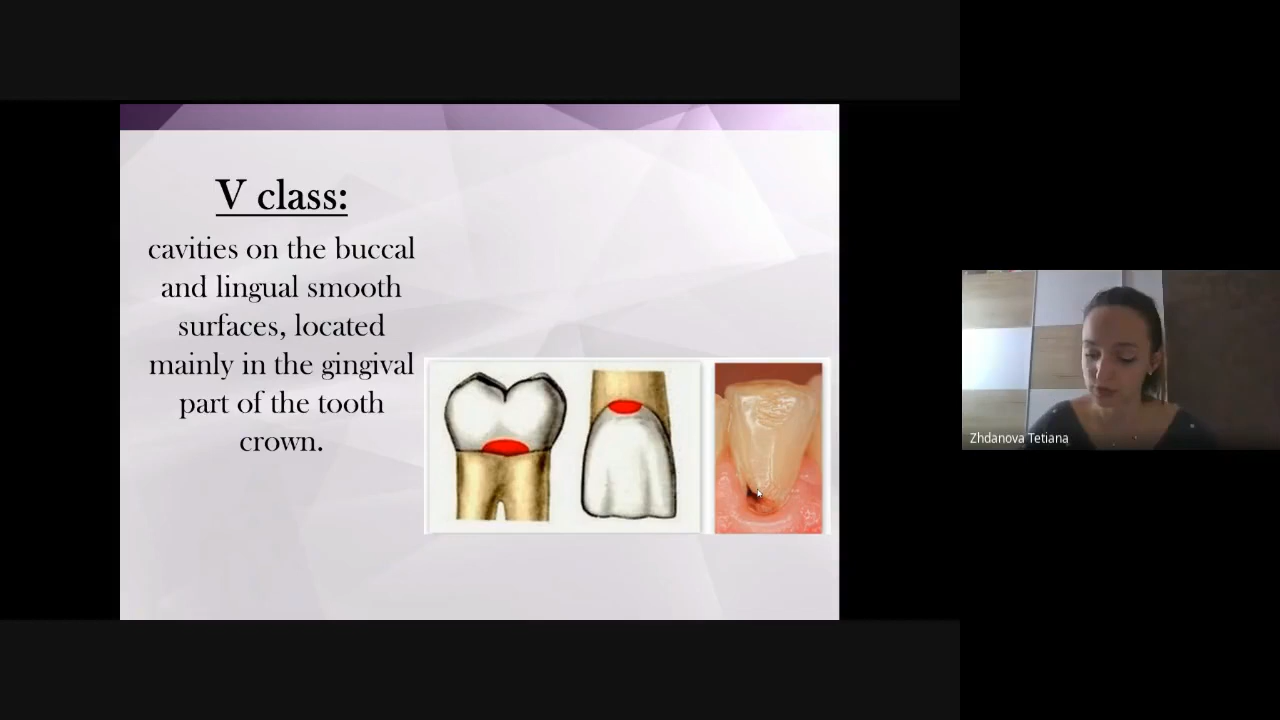 V class:
cavities on the buccal
and lingual smooth
surfaces, located
mainly in the gingival
part of the tooth
crown.
Zhdanova Tetiana